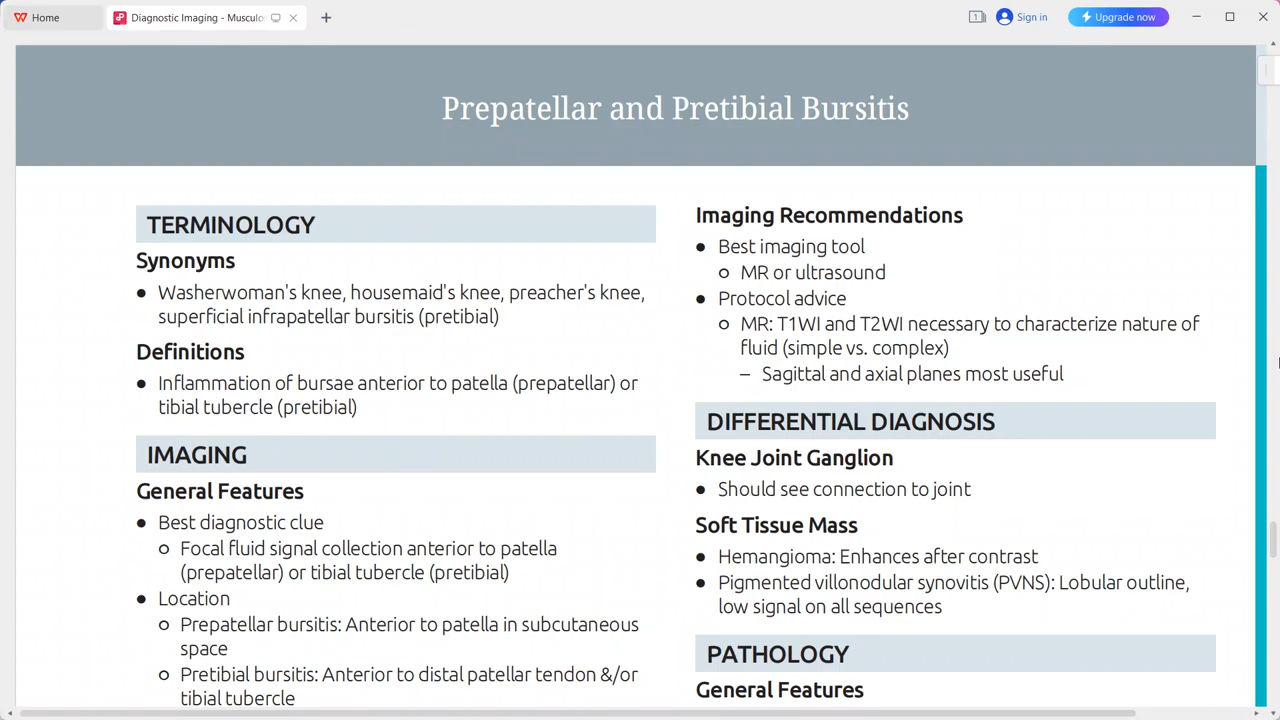 Home
Diagnostic Imaging - Musculos
1
Sign in
Upgrade now
Prepatellar and Pretibial Bursitis
TERMINOLOGY
Synonyms
● Washerwoman's knee, housemaid's knee, preacher's knee,
superficial infrapatellar bursitis (pretibial)
Definitions
● Inflammation of bursae anterior to patella (prepatellar) or
tibial tubercle (pretibial)
IMAGING
General Features
● Best diagnostic clue
○ Focal fluid signal collection anterior to patella
(prepatellar) or tibial tubercle (pretibial)
● Location
○ Prepatellar bursitis: Anterior to patella in subcutaneous
space
○ Pretibial bursitis: Anterior to distal patellar tendon &/or
tibial tubercle
Imaging Recommendations
● Best imaging tool
○ MR or ultrasound
● Protocol advice
○ MR: T1WI and T2WI necessary to characterize nature of
fluid (simple vs. complex)
– Sagittal and axial planes most useful
DIFFERENTIAL DIAGNOSIS
Knee Joint Ganglion
● Should see connection to joint
Soft Tissue Mass
● Hemangioma: Enhances after contrast
● Pigmented villonodular synovitis (PVNS): Lobular outline,
low signal on all sequences
PATHOLOGY
General Features